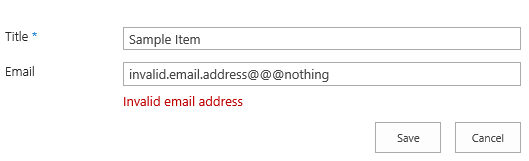 Title * Sample Item
Email invalid.email.address@@@nothing
Invalid email address
Save Cancel